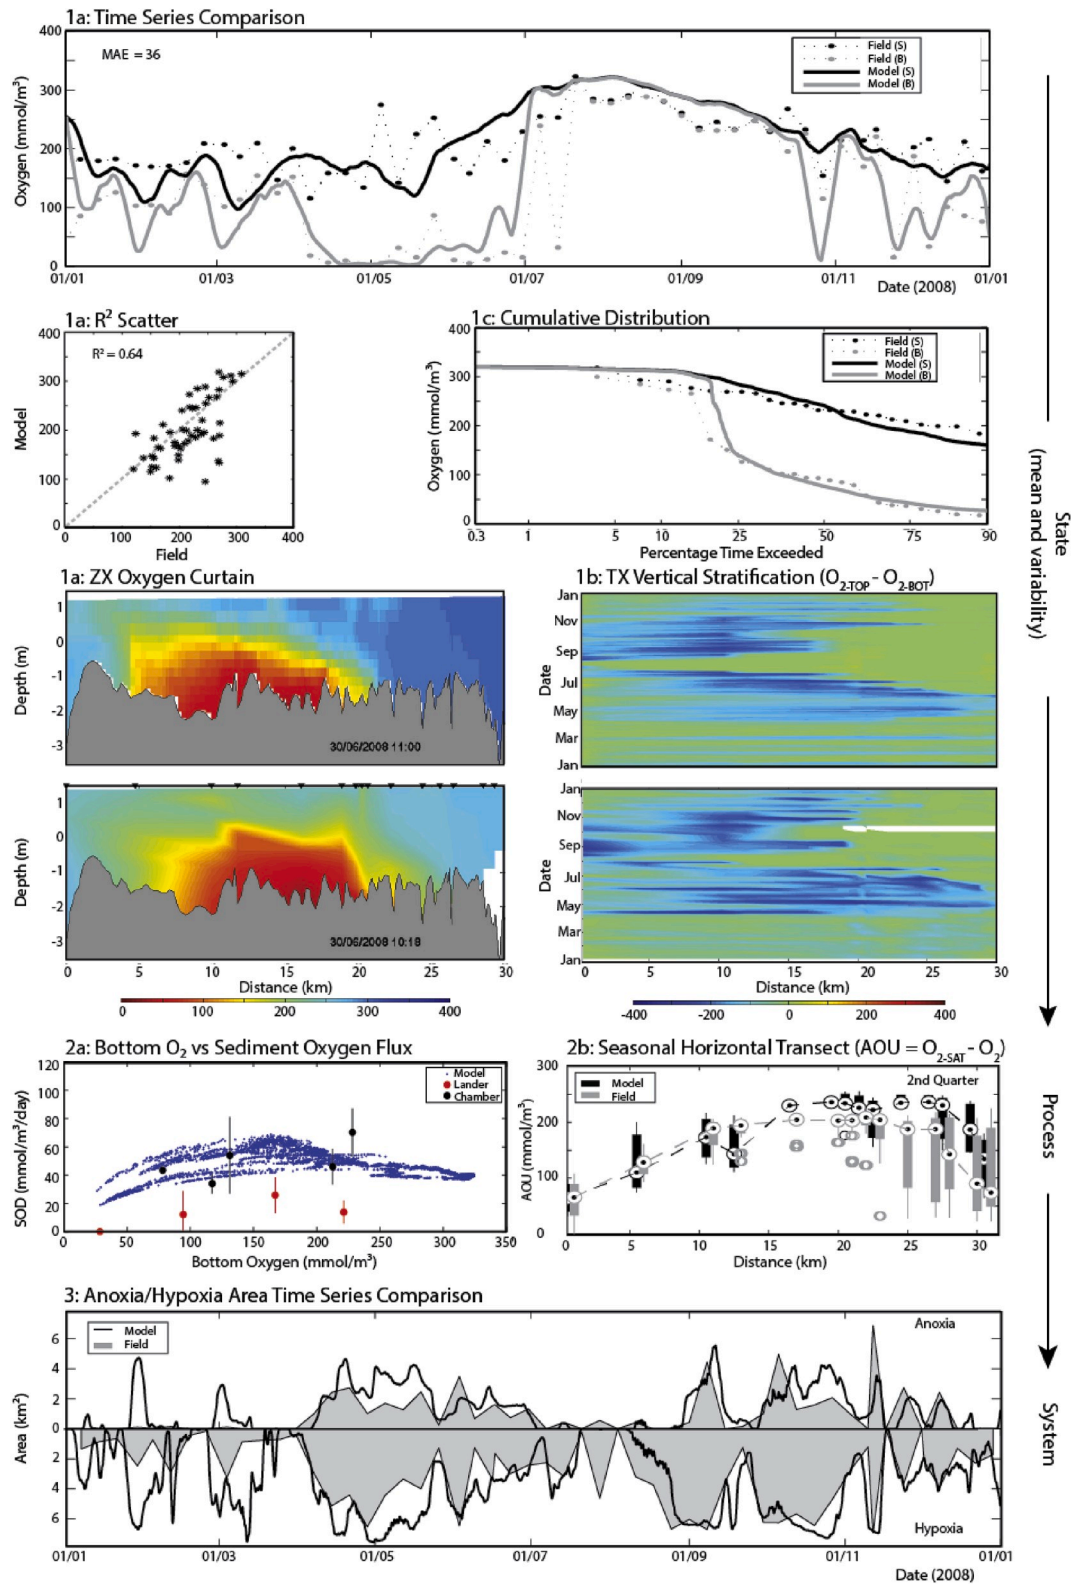 1a: Time Series Comparison
400
300
200
100
0
Oxygen (mmol/m³)
MAE = 36
Field (S)
Field (B)
Model (S)
Model (B)
01/01
01/03
01/05
01/07
01/09
01/11
01/01
Date (2008)
1a: R² Scatter
400
300
200
100
0
Model
R² = 0.64
0
100
200
300
400
Field
1c: Cumulative Distribution
400
300
200
100
0
Oxygen (mmol/m³)
Field (S)
Field (B)
Model (S)
Model (B)
0.3
1
10
25
50
75
90
Percentage Time Exceeded
State
(mean and variability)
1a: ZX Oxygen Curtain
1
0
-1
-2
-3
Depth (m)
30/06/2008 11:00
1
0
-1
-2
-3
Depth (m)
30/06/2008 10:18
0
5
10
15
20
25
30
Distance (km)
0
100
200
300
400
1b: TX Vertical Stratification (O2-TOP - O2-BOT)
Jan
Nov
Sep
Jul
May
Mar
Jan
Date
Jan
Nov
Sep
Jul
May
Mar
Jan
Date
0
5
10
15
20
25
30
Distance (km)
-400
-200
0
200
400
2a: Bottom O₂ vs Sediment Oxygen Flux
120
100
80
60
40
20
0
SOD (mmol/m²/day)
Model
Lander
Chamber
0
50
100
150
200
250
300
350
Bottom Oxygen (mmol/m³)
2b: Seasonal Horizontal Transect (AOU = O2-SAT - O2)
300
200
100
0
AOU (mmol/m³)
Model
Field
2nd Quarter
0
5
10
15
20
25
30
Distance (km)
Process
3: Anoxia/Hypoxia Area Time Series Comparison
6
4
2
0
2
4
6
Area (km²)
Model
Field
Anoxia
Hypoxia
01/01
01/03
01/05
01/07
01/09
01/11
01/01
Date (2008)
System